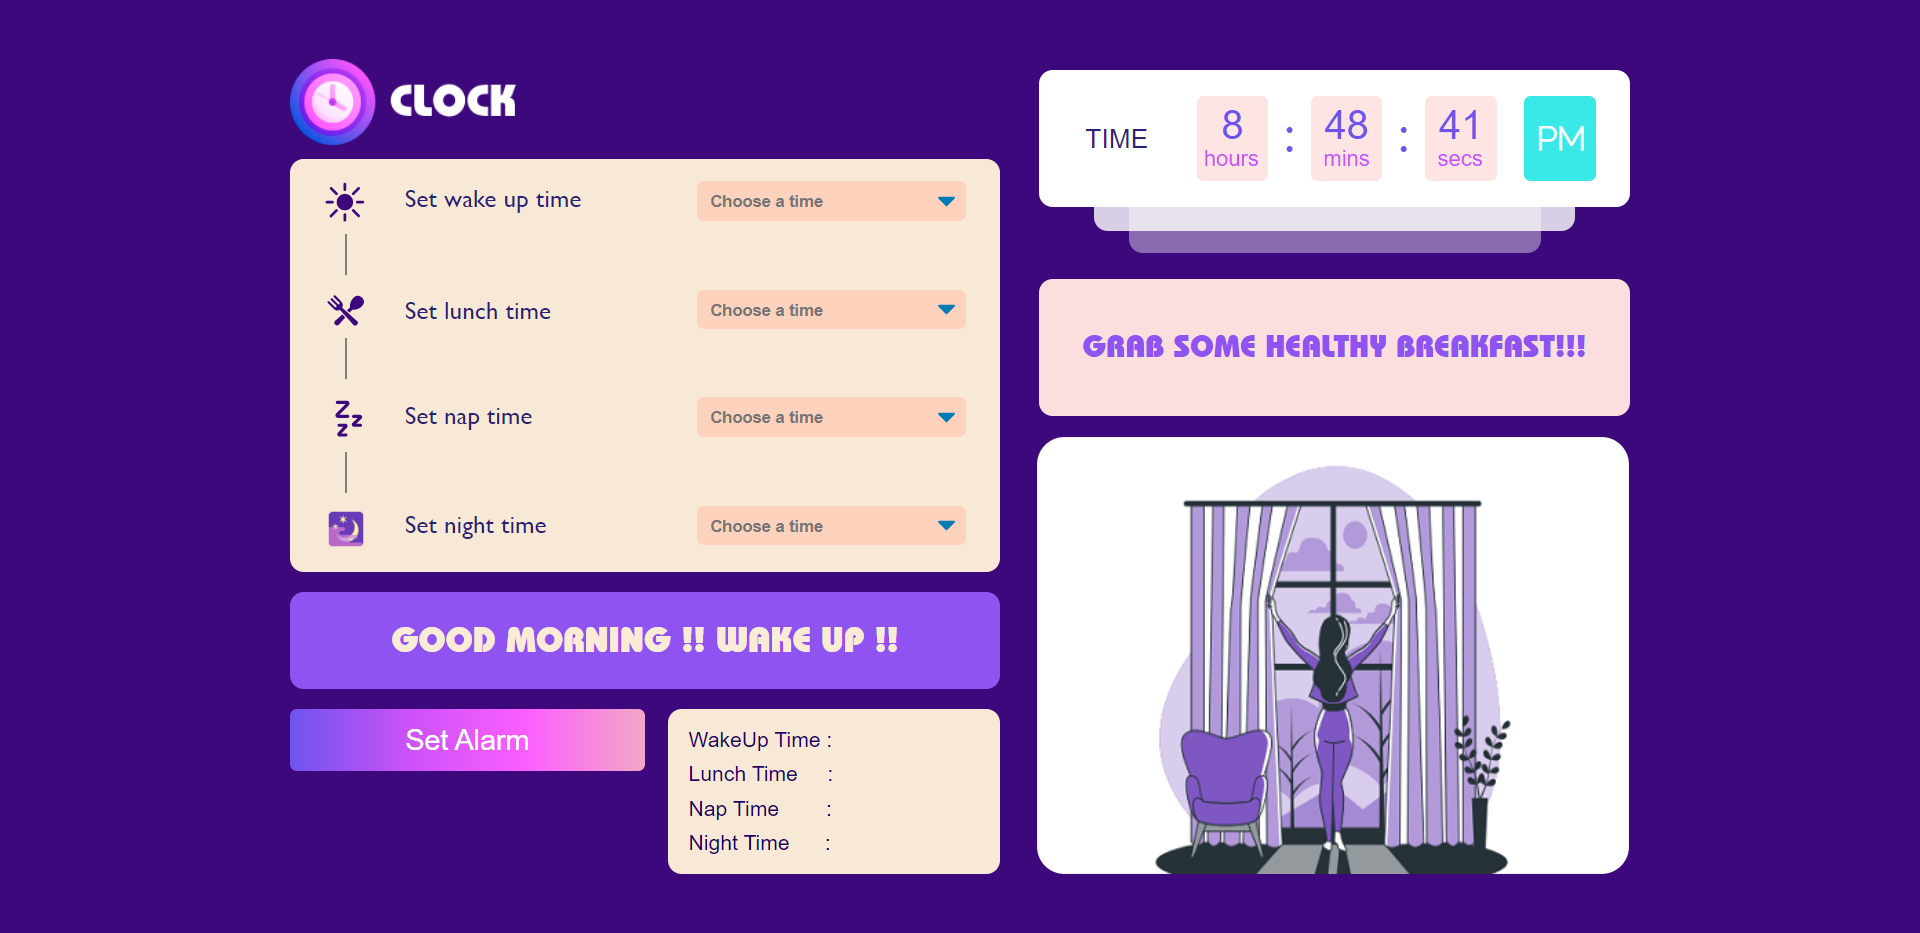 CLOCK
Set wake up time
Choose a time
Set lunch time
Choose a time
Set nap time
Choose a time
Set night time
Choose a time
GOOD MORNING !! WAKE UP !!
Set Alarm
WakeUp Time :
Lunch Time :
Nap Time :
Night Time :
TIME
8 : 48 : 41 PM
hours mins secs
GRAB SOME HEALTHY BREAKFAST!!!